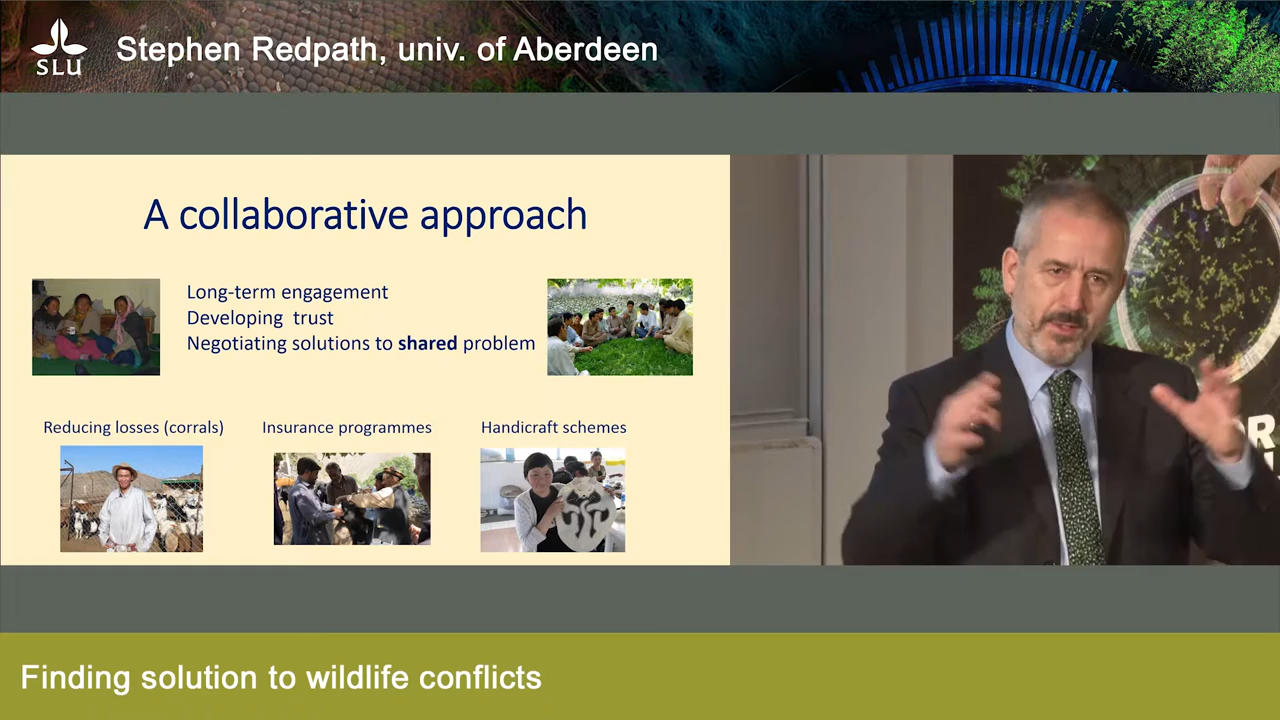 SLU
Stephen Redpath, univ. of Aberdeen
A collaborative approach
Long-term engagement
Developing trust
Negotiating solutions to shared problem
Reducing losses (corrals)
Insurance programmes
Handicraft schemes
Finding solution to wildlife conflicts